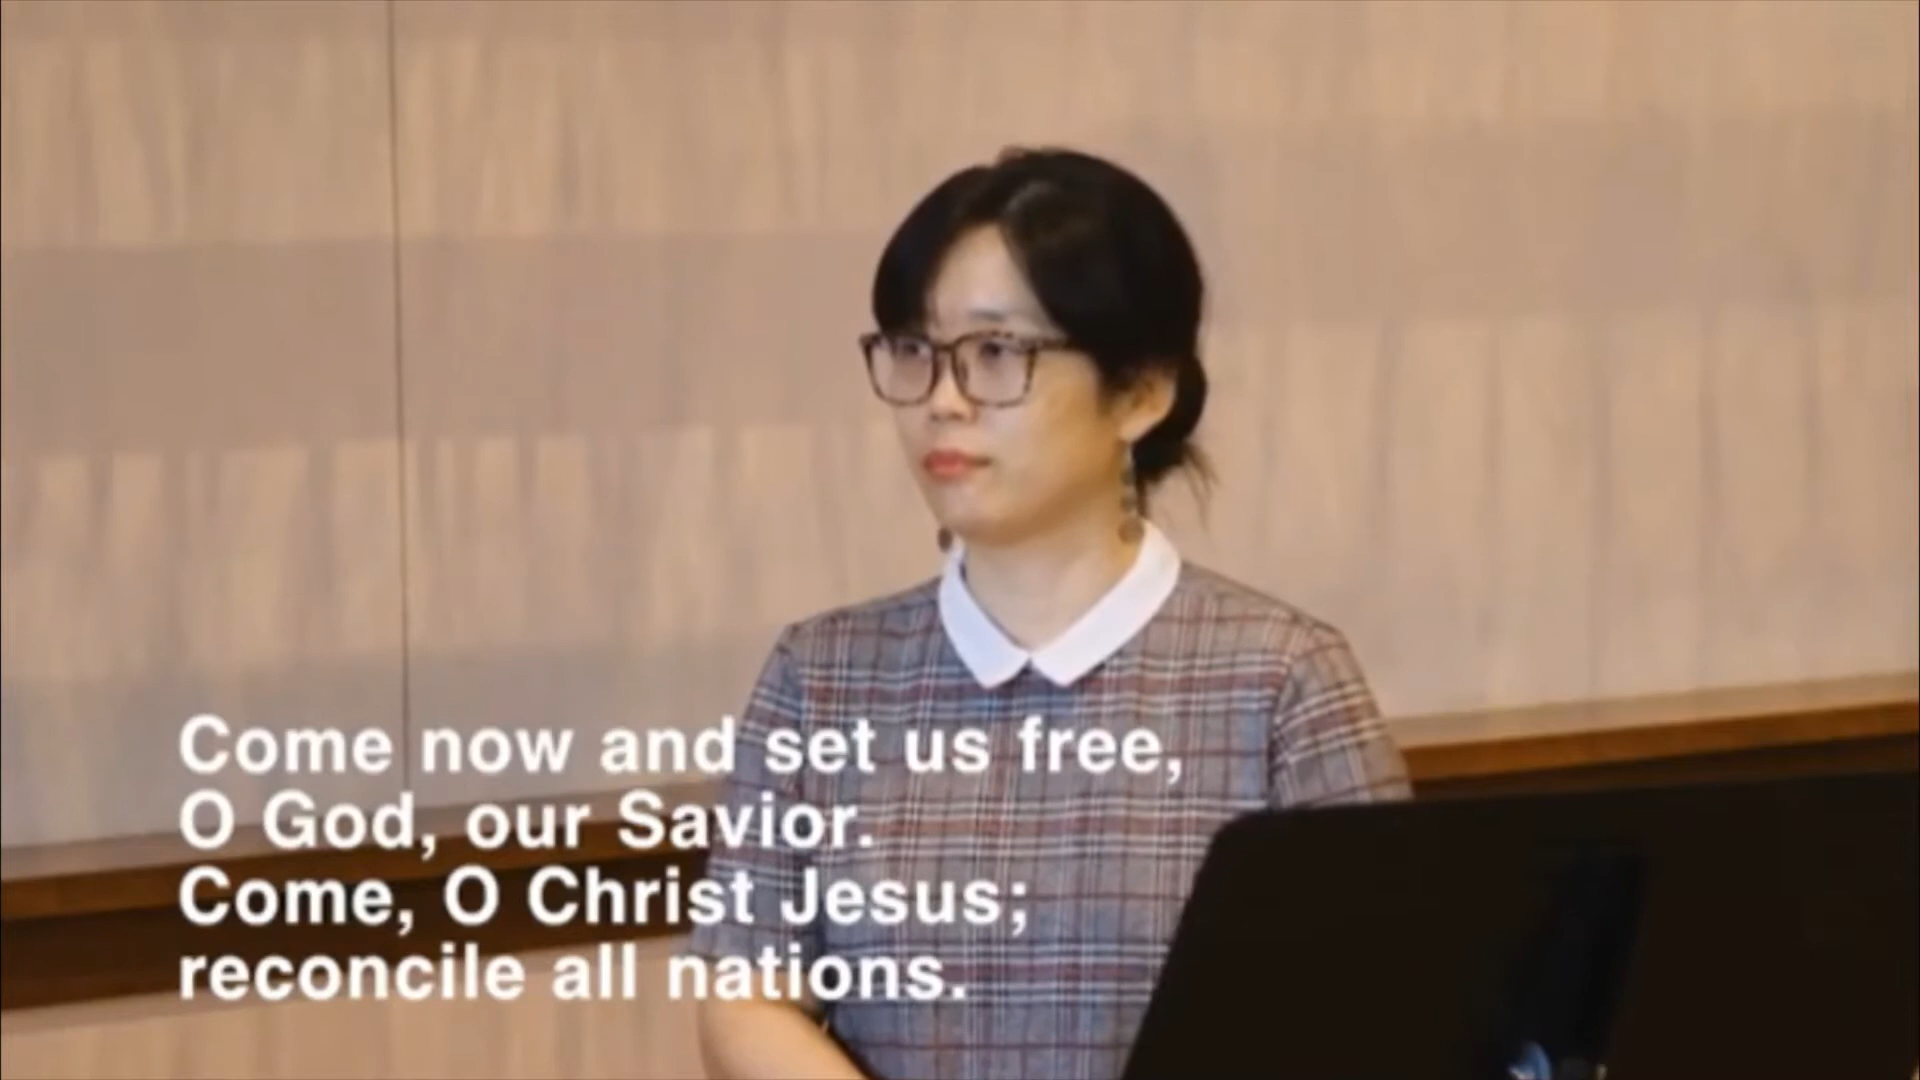 Come now and set us free,
O God, our Savior.
Come, O Christ Jesus;
reconcile all nations.